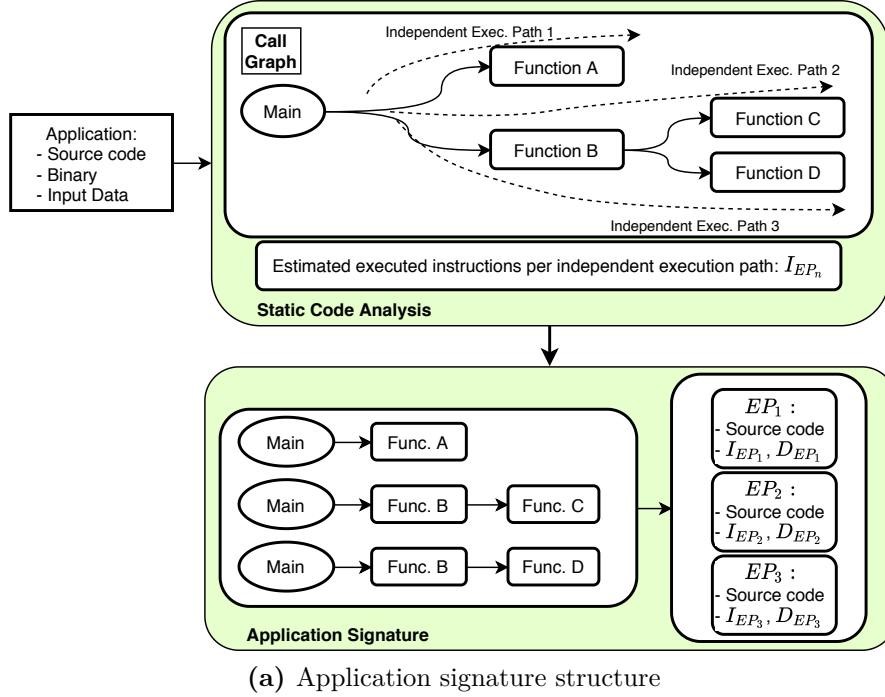 Call
Graph
Independent Exec. Path 1
Function A
Independent Exec. Path 2
Main
Function C
Function B
Function D
Independent Exec. Path 3
Application:
- Source code
- Binary
- Input Data
Estimated executed instructions per independent execution path: I_{EP_n}
Static Code Analysis
Main
Func. A
Main
Func. B
Func. C
Main
Func. B
Func. D
EP_1 :
- Source code
- I_{EP_1}, D_{EP_1}
EP_2 :
- Source code
- I_{EP_2}, D_{EP_2}
EP_3 :
- Source code
- I_{EP_3}, D_{EP_3}
Application Signature
(a) Application signature structure